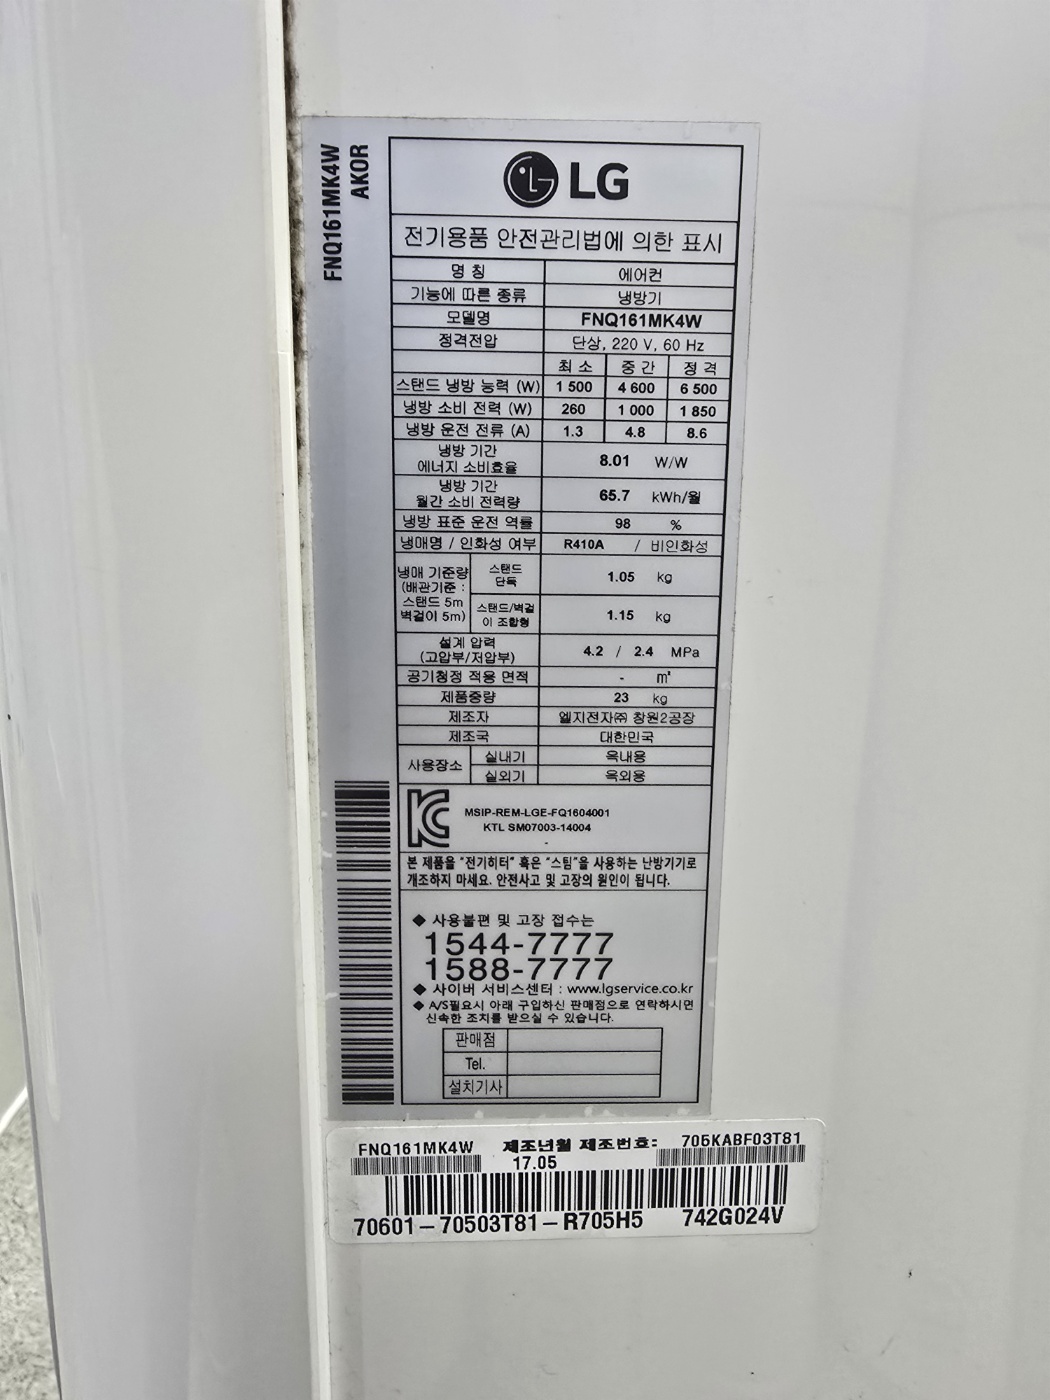 FNQ161MK4W
AKOR
LG
전기용품 안전관리법에 의한 표시
명 칭 에어컨
기능에 따른 종류 냉방기
모델명 FNQ161MK4W
정격전압 단상, 220 V, 60 Hz
최 소 중 간 정 격
스탠드 냉방 능력 (W) 1 500 4 600 6 500
냉방 소비 전력 (W) 260 1 000 1 850
냉방 운전 전류 (A) 1.3 4.8 8.6
냉방 기간
에너지 소비효율 8.01 W/W
냉방 기간
월간 소비 전력량 65.7 kWh/월
냉방 표준 운전 역률 98 %
냉매명 / 인화성 여부 R410A / 비인화성
냉매 기준량
(배관기준 :
스탠드 5m
벽걸이 5m)
스탠드
단독 1.05 kg
스탠드/벽걸
이 조합형 1.15 kg
설계 압력
(고압부/저압부) 4.2 / 2.4 MPa
공기청정 적용 면적 - ㎡
제품중량 23 kg
제조자 엘지전자㈜ 창원2공장
제조국 대한민국
사용장소 실내기 옥내용
실외기 옥외용
MSIP-REM-LGE-FQ1604001
KTL SM07003-14004
-
본 제품을 "전기히터" 혹은 "스팀"을 사용하는 난방기기로
개조하지 마세요. 안전사고 및 고장의 원인이 됩니다.
◆ 사용불편 및 고장 접수는
1544-7777
1588-7777
◆ 사이버 서비스센터 : www.lgservice.co.kr
◆ A/S필요시 아래 구입하신 판매점으로 연락하시면
신속한 조치를 받으실 수 있습니다.
판매점
Tel.
설치기사
FNQ161MK4W 제조년월 제조번호: 705KABF03T81
17.05
70601-70503T81-R705H5 742G024V